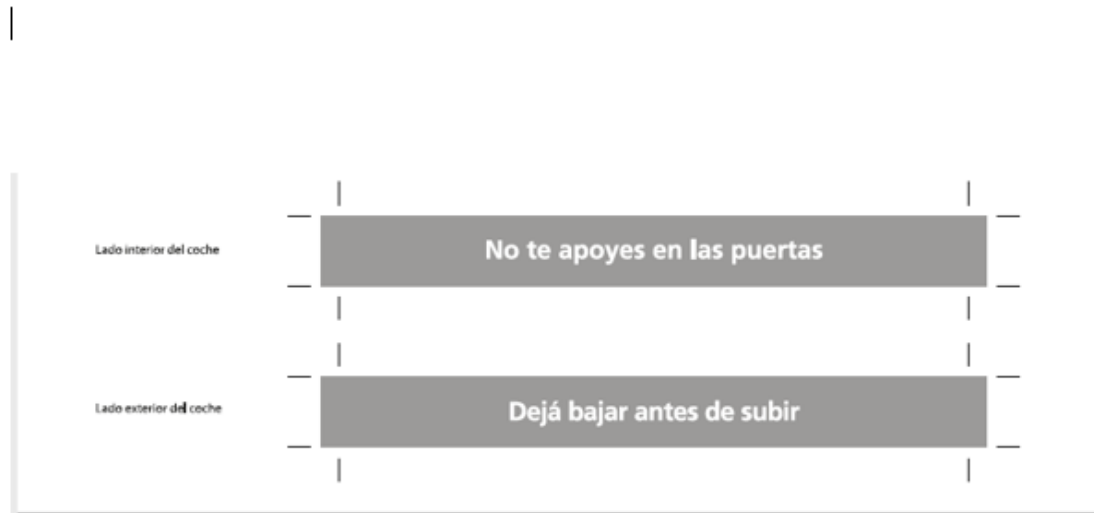 Lado interior del coche
No te apoyes en las puertas
Lado exterior del coche
Dejá bajar antes de subir